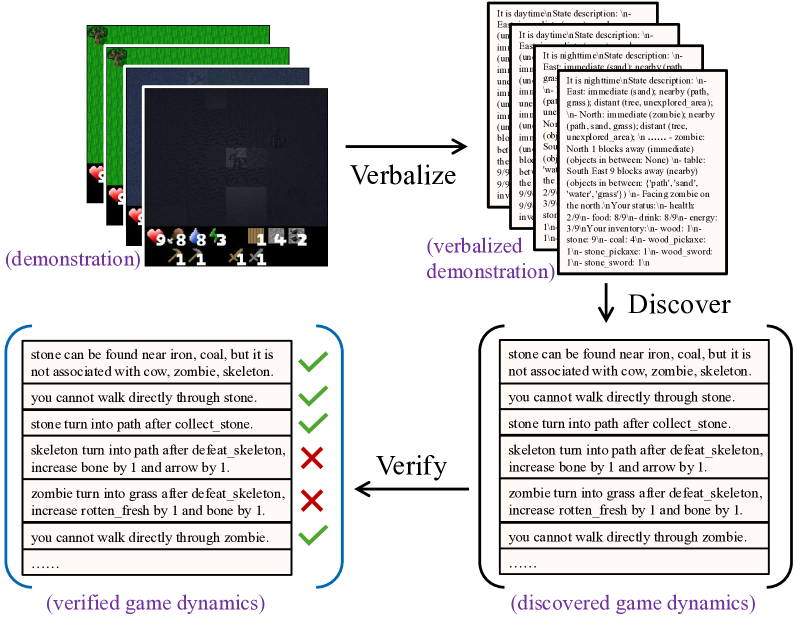 It is daytime\nState description: \n-
It is daytime\nState description: \n-
It is nighttime\nState description: \n-
It is nighttime\nState description: \n-
East: immediate (sand); nearby (path,
grass); distant (tree, unexplored_area);
\n- North: immediate (zombie); nearby
(path, sand, grass); distant (tree,
unexplored_area); \n ...... - zombie:
North 1 blocks away (immediate)
(objects in between: None) \n- table:
South East 9 blocks away (nearby)
(objects in between: {'path', 'sand',
'water', 'grass'}) \n- Facing zombie on
the north.\nYour status:\n- health:
2/9\n- food: 8/9\n- drink: 8/9\n- energy:
3/9\nYour inventory:\n- wood: 1\n-
stone: 9\n- coal: 4\n- wood_pickaxe:
1\n- stone_pickaxe: 1\n- wood_sword:
1\n- stone_sword: 1\n
Verbalize
9 8 8 3 1 4 2
1 1 1 1
(demonstration)
(verbalized
demonstration)
Discover
stone can be found near iron, coal, but it is
not associated with cow, zombie, skeleton.
you cannot walk directly through stone.
stone turn into path after collect_stone.
skeleton turn into path after defeat_skeleton,
increase bone by 1 and arrow by 1.
zombie turn into grass after defeat_skeleton,
increase rotten_fresh by 1 and bone by 1.
you cannot walk directly through zombie.
......
(verified game dynamics)
Verify
stone can be found near iron, coal, but it is
not associated with cow, zombie, skeleton.
you cannot walk directly through stone.
stone turn into path after collect_stone.
skeleton turn into path after defeat_skeleton,
increase bone by 1 and arrow by 1.
zombie turn into grass after defeat_skeleton,
increase rotten_fresh by 1 and bone by 1.
you cannot walk directly through zombie.
......
(discovered game dynamics)